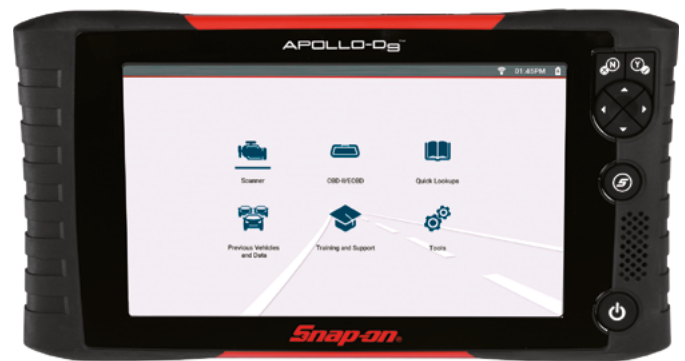 APOLLO-D9™
01:45PM
N
Y
Scanner
OBD-II/EOBD
Quick Lookups
Previous Vehicles
and Data
Training and Support
Tools
S
Snap-on®